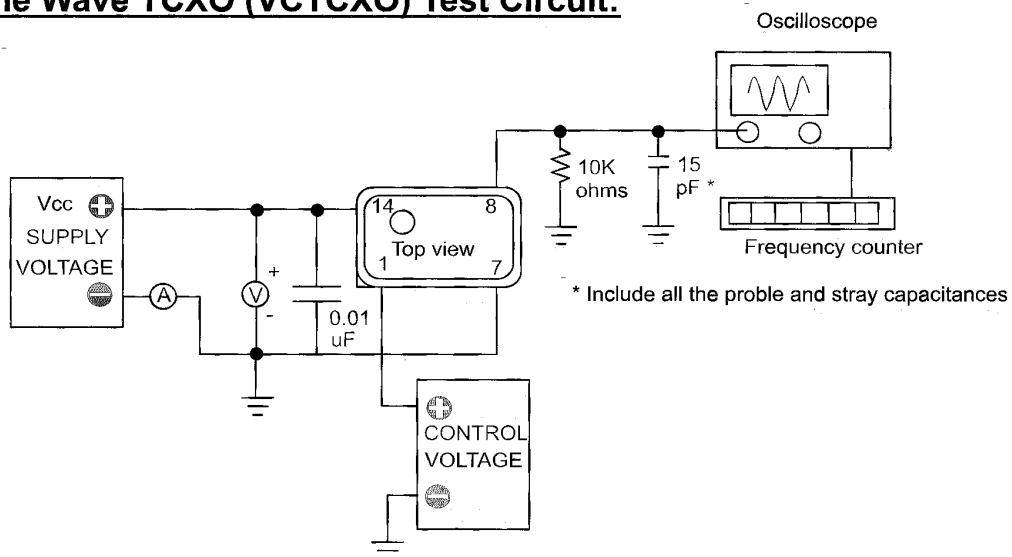 Wave TCXO (VCTCXO) Test Circuit:
Oscilloscope
10K
ohms
15
pF *
Vcc
SUPPLY
VOLTAGE
A
V
+
-
0.01
uF
14
8
Top view
1
7
Frequency counter
* Include all the proble and stray capacitances
CONTROL
VOLTAGE